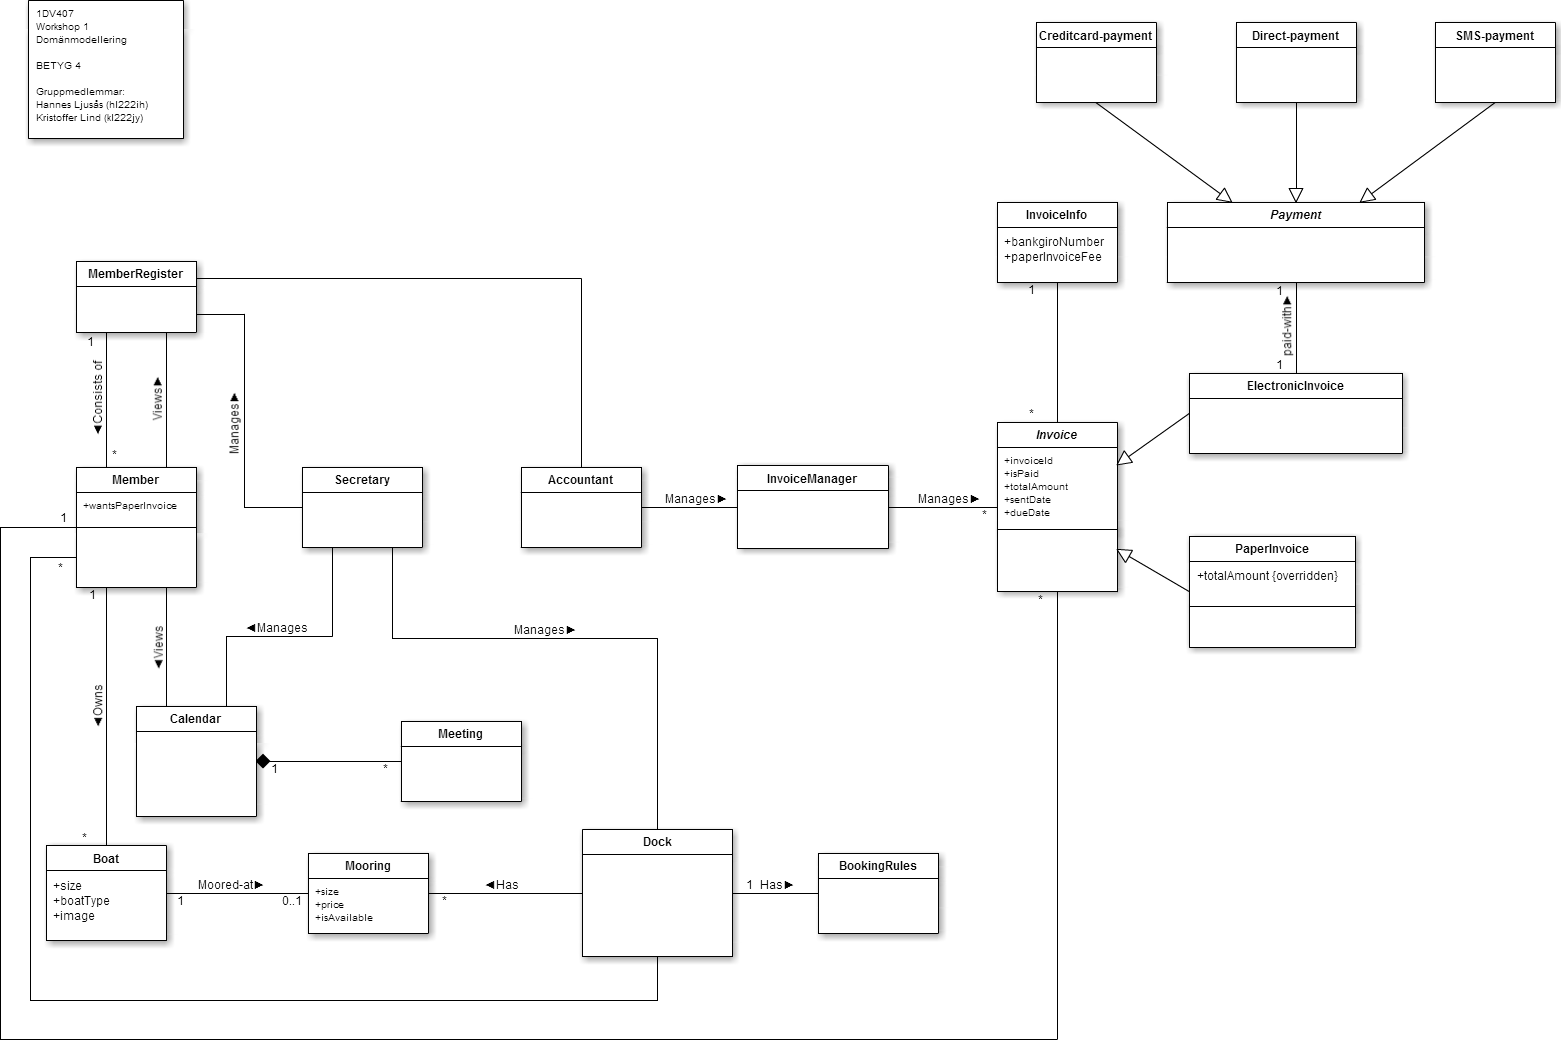 1DV407
Workshop 1
Domänmodellering
BETYG 4
Gruppmedlemmar:
Hannes Ljusås (hl222ih)
Kristoffer Lind (kl222jy)
Creditcard-payment
Direct-payment
SMS-payment
InvoiceInfo
+bankgiroNumber
+paperInvoiceFee
1
Payment
1
paid-with▶
1
MemberRegister
1
◀Consists of
*
Views▶
Manages▶
ElectronicInvoice
*
Invoice
+invoiceId
+isPaid
+totalAmount
+sentDate
+dueDate
*
Member
+wantsPaperInvoice
1
*
1
Secretary
Accountant
Manages▶
InvoiceManager
Manages▶
*
PaperInvoice
+totalAmount {overridden}
◀Manages
Manages▶
◀Views
◀Owns
*
Calendar
1
*
Meeting
Boat
+size
+boatType
+image
Moored-at▶
1
0..1
Mooring
+size
+price
+isAvailable
◀Has
*
Dock
1 Has▶
BookingRules